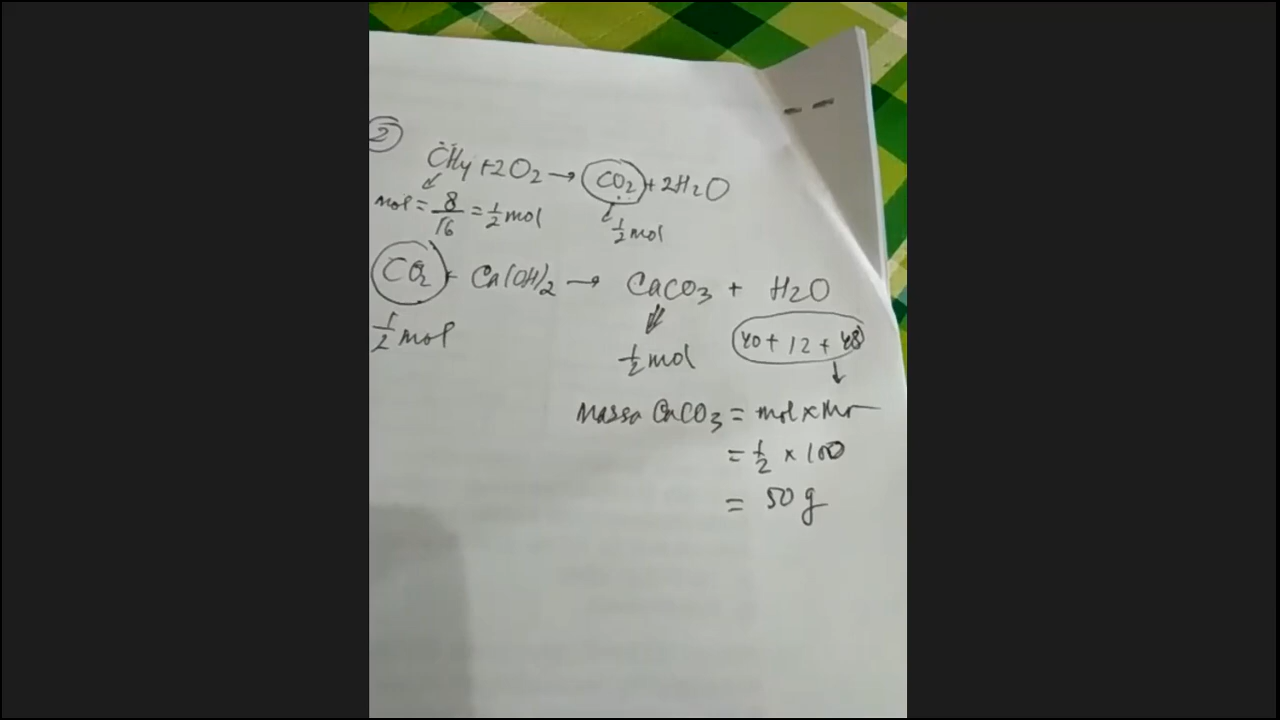 2
CH4 + 2O2 → CO2 + 2H2O
mol = 8/16 = 1/2 mol 1/2 mol
CO2 + Ca(OH)2 → CaCO3 + H2O
1/2 mol 1/2 mol 40 + 12 + 48
Massa CaCO3 = mol × Mr
= 1/2 × 100
= 50 g